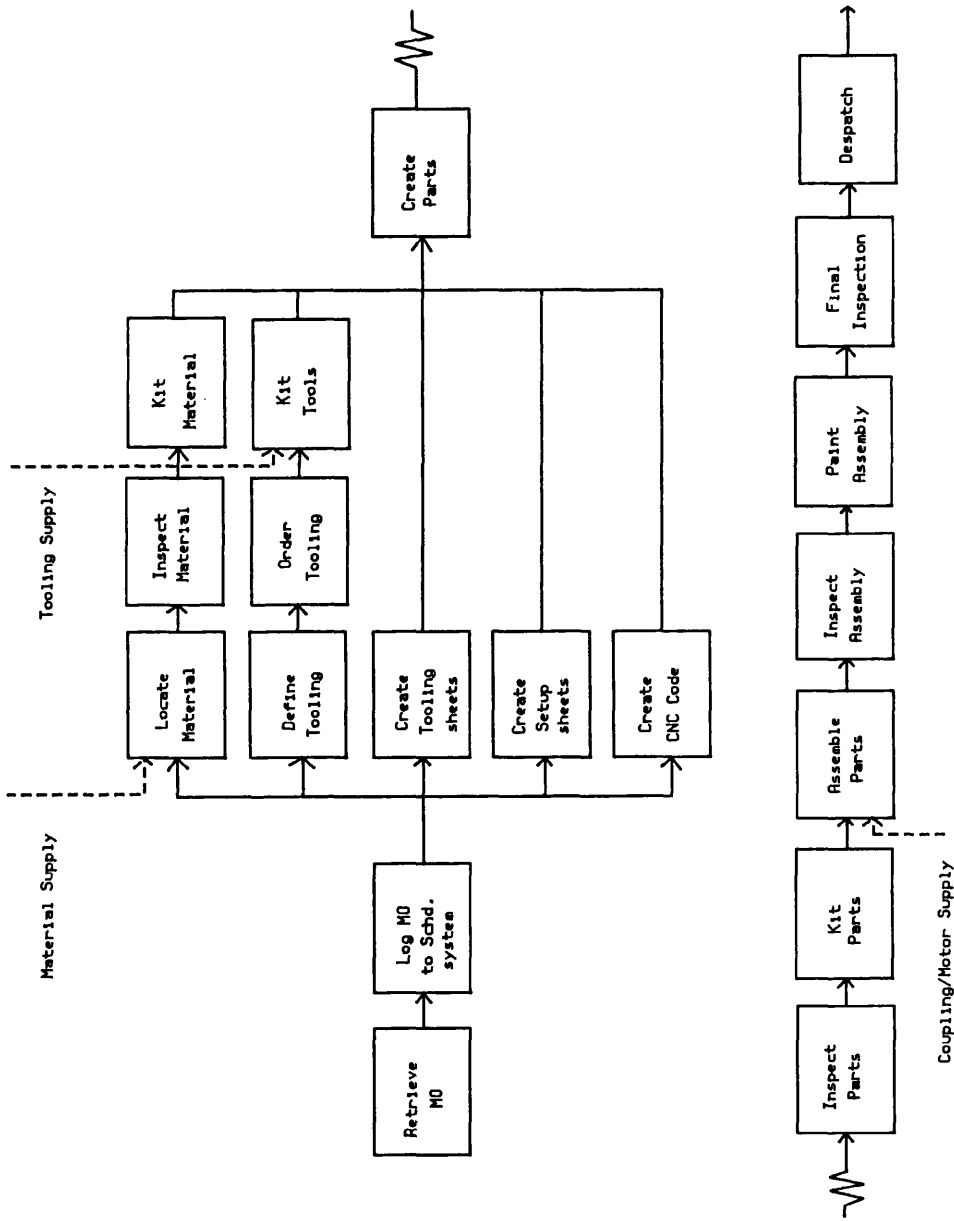 Material Supply
Tooling Supply
Retrieve
MO
Log MO
to Schd.
system
Locate
Material
Inspect
Material
Kit
Material
Define
Tooling
Order
Tooling
Kit
Tools
Create
Tooling
sheets
Create
Setup
sheets
Create
CNC Code
Create
Parts
Inspect
Parts
Kit
Parts
Assemble
Parts
Inspect
Assembly
Paint
Assembly
Final
Inspection
Despatch
Coupling/Motor Supply